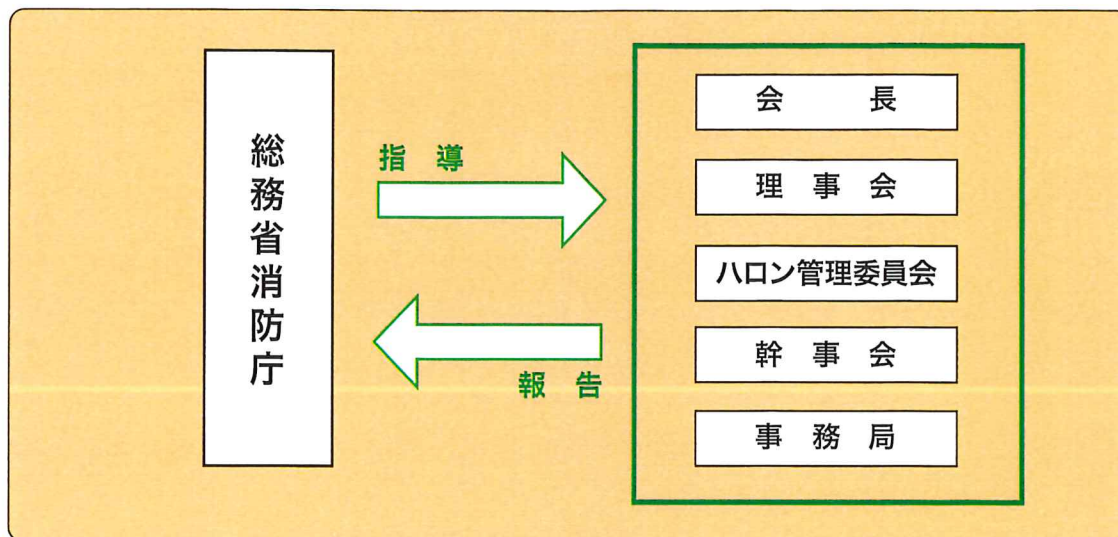 総務省消防庁
指導
報告
会長
理事会
ハロン管理委員会
幹事会
事務局